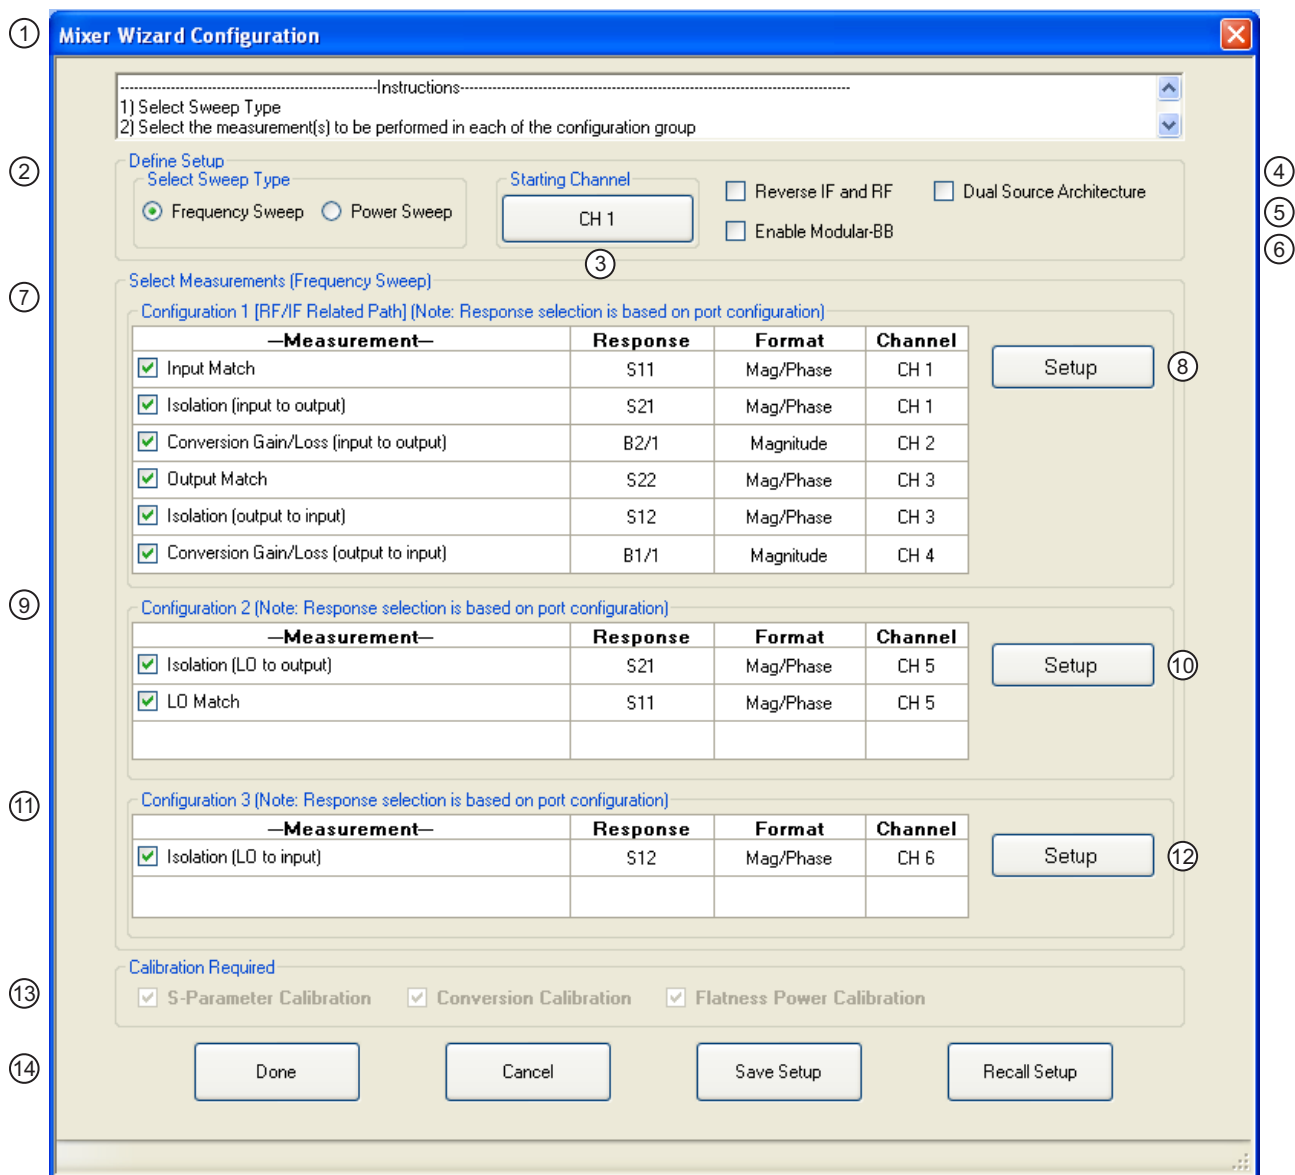 ① Mixer Wizard Configuration
-----Instructions-----
1) Select Sweep Type
2) Select the measurement(s) to be performed in each of the configuration group
② Define Setup ④
Select Sweep Type Starting Channel
Frequency Sweep Power Sweep CH 1 Reverse IF and RF Dual Source Architecture ⑤
Enable Modular-BB ⑥
③
Select Measurements (Frequency Sweep)
⑦ Configuration 1 [RF/IF Related Path] (Note: Response selection is based on port configuration)
—Measurement— Response Format Channel
Input Match S11 Mag/Phase CH 1 Setup ⑧
Isolation (input to output) S21 Mag/Phase CH 1
Conversion Gain/Loss (input to output) B2/1 Magnitude CH 2
Output Match S22 Mag/Phase CH 3
Isolation (output to input) S12 Mag/Phase CH 3
Conversion Gain/Loss (output to input) B1/1 Magnitude CH 4
⑨ Configuration 2 (Note: Response selection is based on port configuration)
—Measurement— Response Format Channel
Isolation (LO to output) S21 Mag/Phase CH 5 Setup ⑩
LO Match S11 Mag/Phase CH 5
⑪ Configuration 3 (Note: Response selection is based on port configuration)
—Measurement— Response Format Channel
Isolation (LO to input) S12 Mag/Phase CH 6 Setup ⑫
Calibration Required
⑬ S-Parameter Calibration Conversion Calibration Flatness Power Calibration
⑭ Done Cancel Save Setup Recall Setup